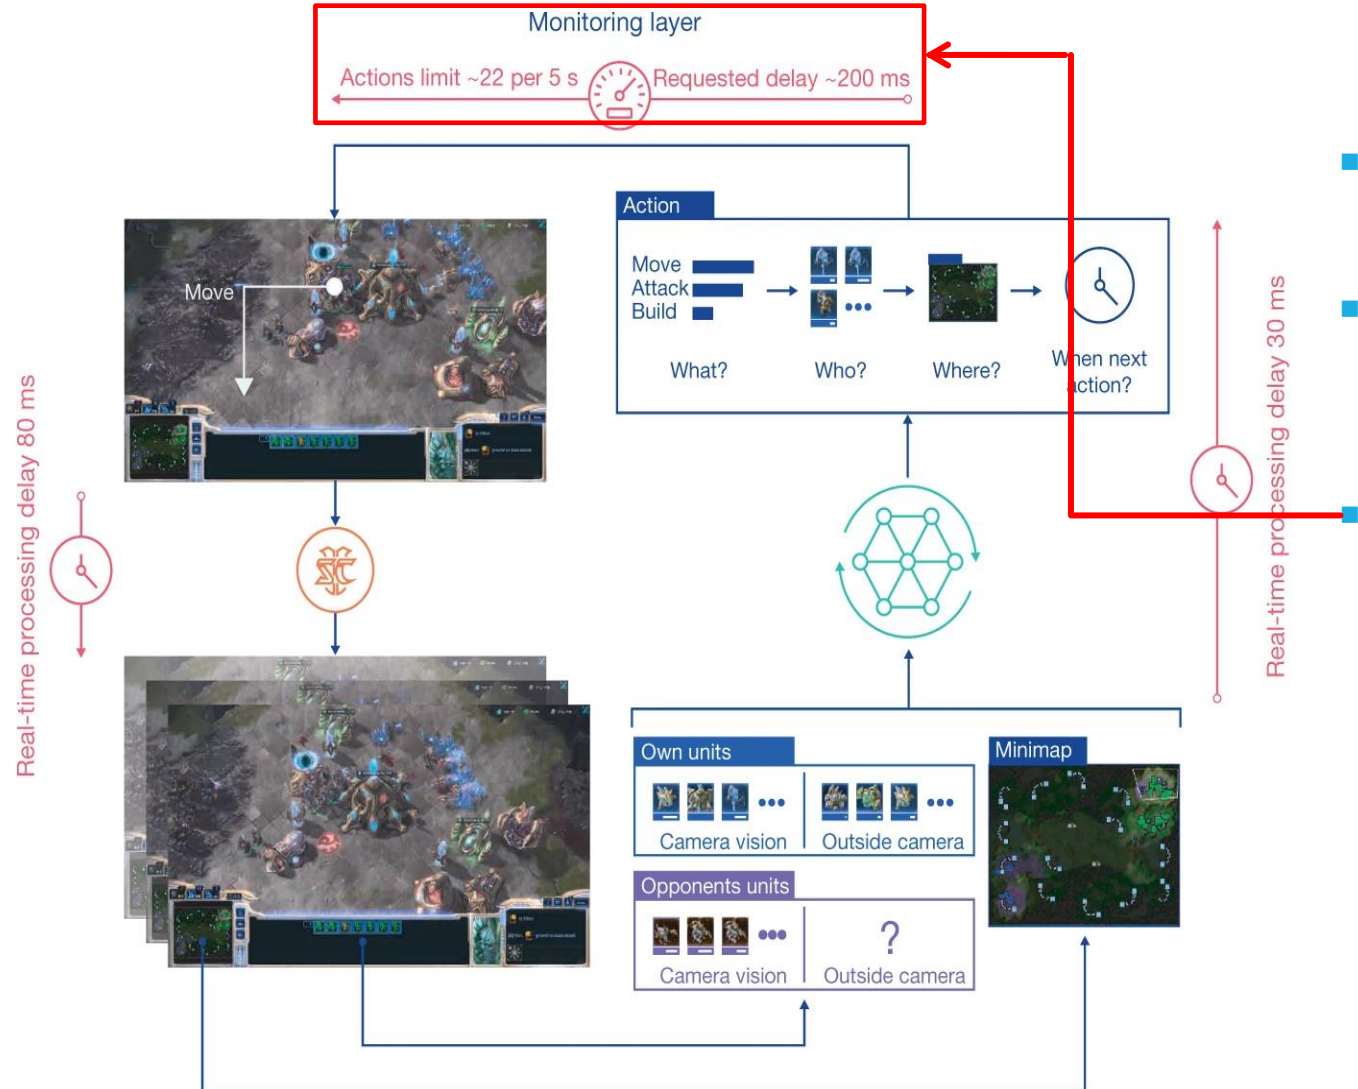 Monitoring layer
Actions limit ~22 per 5 s
Requested delay ~200 ms
Action
Move
Move
Attack
Build
What?
Who?
Where?
When next
action?
Real-time processing delay 80 ms
Real-time processing delay 30 ms
SC
Own units
Camera vision
Outside camera
Minimap
Opponents units
Camera vision
?
Outside camera